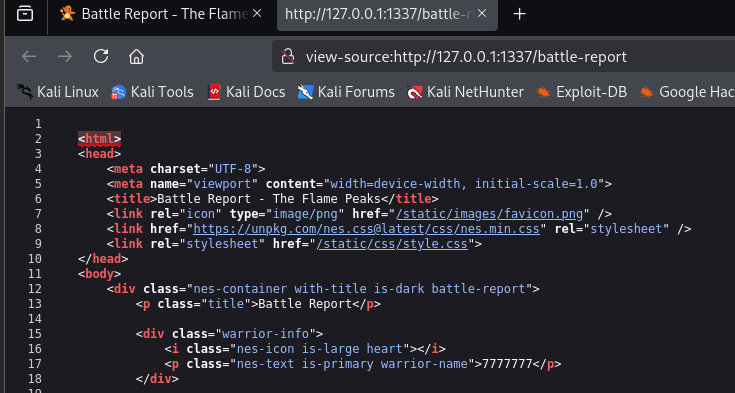 Battle Report - The Flame
http://127.0.0.1:1337/battle-r
view-source:http://127.0.0.1:1337/battle-report
Kali Linux Kali Tools Kali Docs Kali Forums Kali NetHunter Exploit-DB Google Hac
1
2 <html>
3 <head>
4 <meta charset="UTF-8">
5 <meta name="viewport" content="width=device-width, initial-scale=1.0">
6 <title>Battle Report - The Flame Peaks</title>
7 <link rel="icon" type="image/png" href="/static/images/favicon.png" />
8 <link href="https://unpkg.com/nes.css@latest/css/nes.min.css" rel="stylesheet" />
9 <link rel="stylesheet" href="/static/css/style.css">
10 </head>
11 <body>
12 <div class="nes-container with-title is-dark battle-report">
13 <p class="title">Battle Report</p>
14
15 <div class="warrior-info">
16 <i class="nes-icon is-large heart"></i>
17 <p class="nes-text is-primary warrior-name">7777777</p>
18 </div>